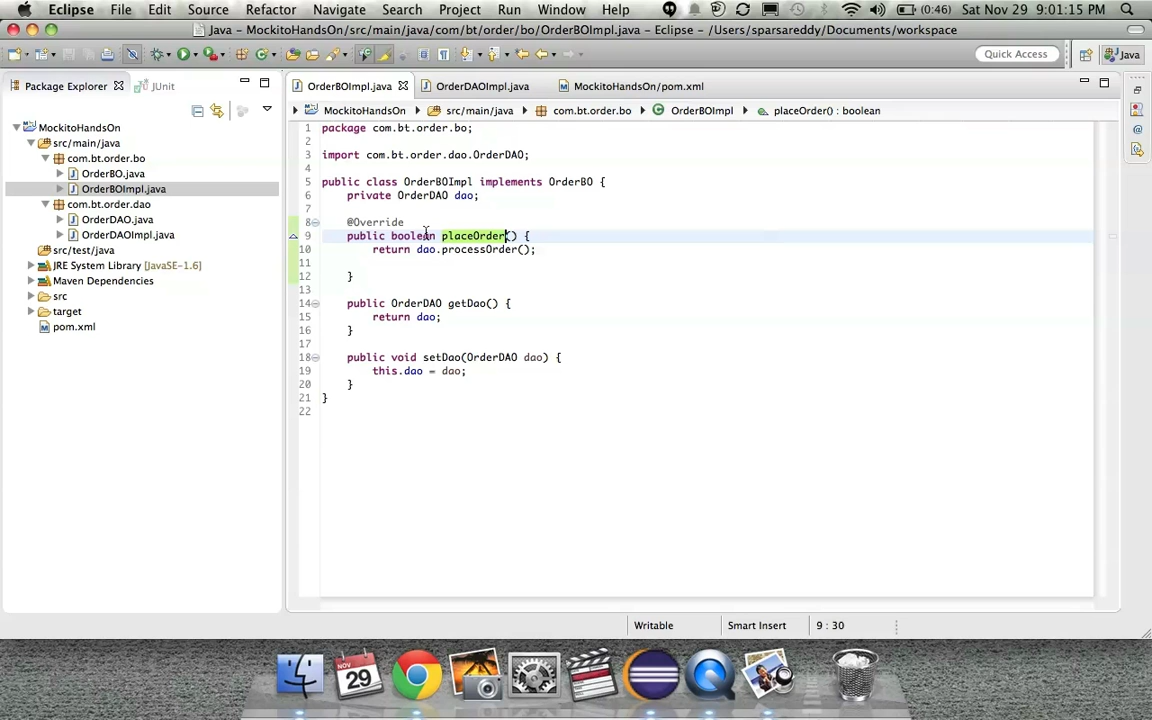 Eclipse File Edit Source Refactor Navigate Search Project Run Window Help (0:46) Sat Nov 29 9:01:15 PM
Java – MockitoHandsOn/src/main/java/com/bt/order/bo/OrderBOImpl.java – Eclipse – /Users/sparsareddy/Documents/workspace
Quick Access Java
Package Explorer JUnit
MockitoHandsOn
src/main/java
com.bt.order.bo
OrderBO.java
OrderBOImpl.java
com.bt.order.dao
OrderDAO.java
OrderDAOImpl.java
src/test/java
JRE System Library [JavaSE-1.6]
Maven Dependencies
src
target
pom.xml
OrderBOImpl.java OrderDAOImpl.java MockitoHandsOn/pom.xml
MockitoHandsOn src/main/java com.bt.order.bo OrderBOImpl placeOrder() : boolean
1 package com.bt.order.bo;
2
3 import com.bt.order.dao.OrderDAO;
4
5 public class OrderBOImpl implements OrderBO {
6 private OrderDAO dao;
7
8 @Override
9 public boolean placeOrder() {
10 return dao.processOrder();
11
12 }
13
14 public OrderDAO getDao() {
15 return dao;
16 }
17
18 public void setDao(OrderDAO dao) {
19 this.dao = dao;
20 }
21 }
22
Writable Smart Insert 9 : 30
NOV
29